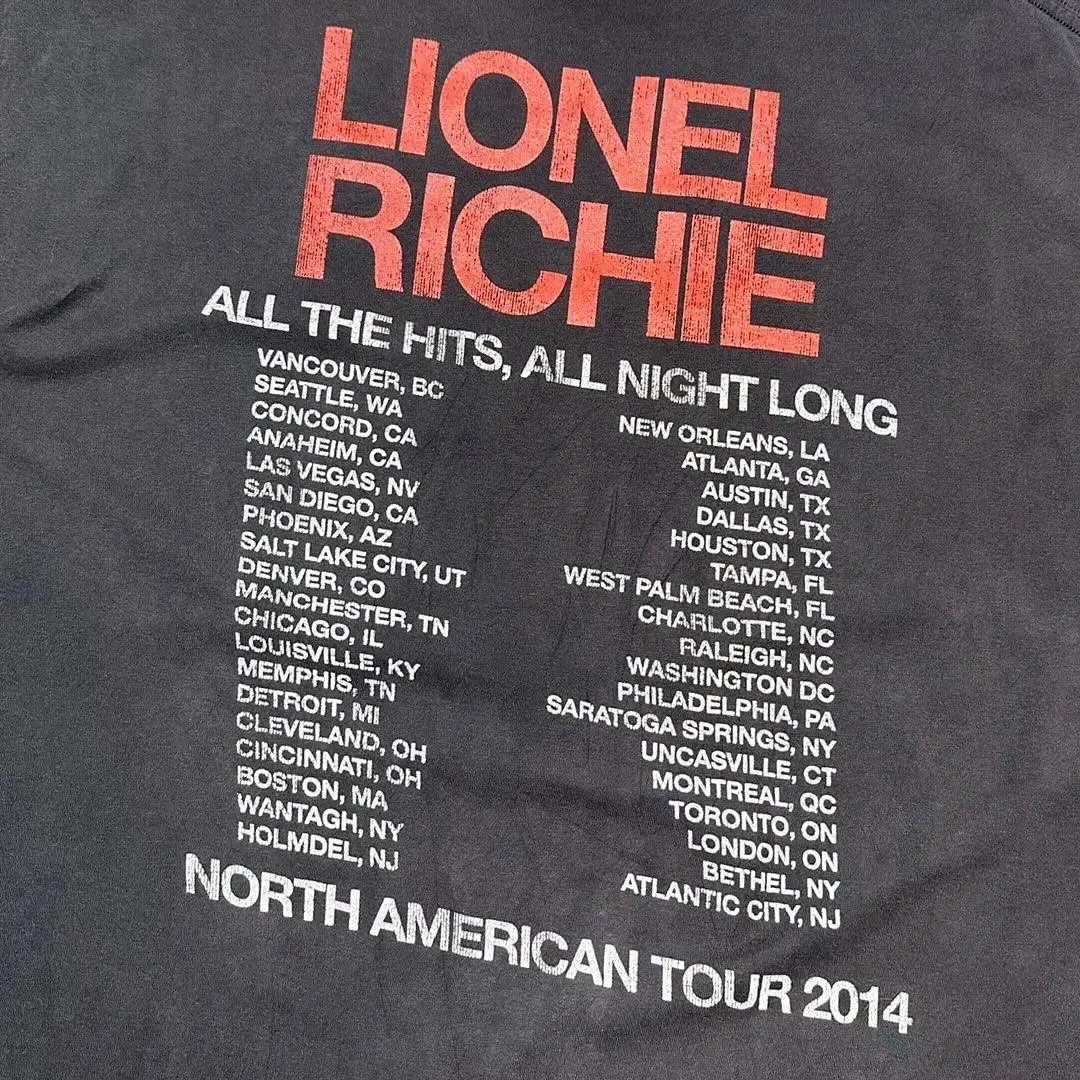 LIONEL
RICHIE
ALL THE HITS, ALL NIGHT LONG
VANCOUVER, BC
SEATTLE, WA
CONCORD, CA
ANAHEIM, CA
LAS VEGAS, NV
SAN DIEGO, CA
PHOENIX, AZ
SALT LAKE CITY, UT
DENVER, CO
MANCHESTER, TN
CHICAGO, IL
LOUISVILLE, KY
MEMPHIS, TN
DETROIT, MI
CLEVELAND, OH
CINCINNATI, OH
BOSTON, MA
WANTAGH, NY
HOLMDEL, NJ
NEW ORLEANS, LA
ATLANTA, GA
AUSTIN, TX
DALLAS, TX
HOUSTON, TX
TAMPA, FL
WEST PALM BEACH, FL
CHARLOTTE, NC
RALEIGH, NC
WASHINGTON DC
PHILADELPHIA, PA
SARATOGA SPRINGS, NY
UNCASVILLE, CT
MONTREAL, QC
TORONTO, ON
LONDON, ON
BETHEL, NY
ATLANTIC CITY, NJ
NORTH AMERICAN TOUR 2014